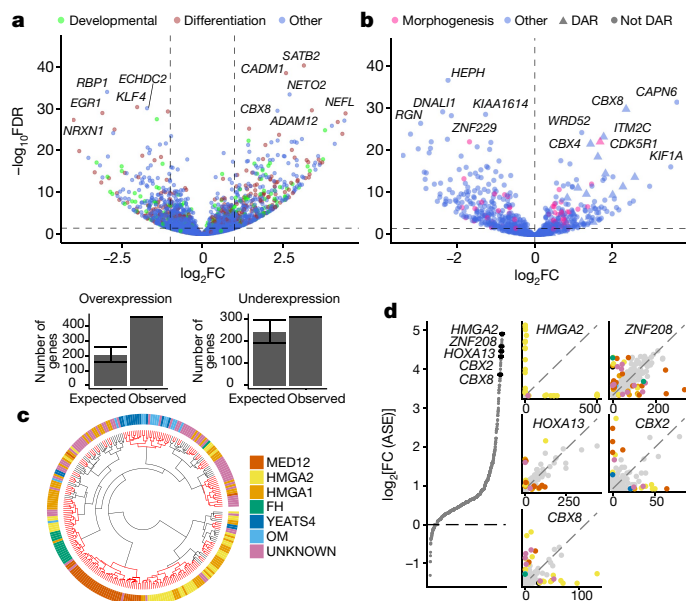 a
Developmental Differentiation Other
40
30
20
10
0
−log10FDR
RBP1
ECHDC2
EGR1
KLF4
NRXN1
SATB2
CADM1
NETO2
CBX8
NEFL
ADAM12
−2.5 0 2.5
log2FC
b
Morphogenesis Other DAR Not DAR
40
30
20
10
0
HEPH
DNALI1
KIAA1614
RGN
ZNF229
CBX8
CAPN6
WRD52
ITM2C
CBX4
CDK5R1
KIF1A
−2 0 2
log2FC
Overexpression
Number of genes
400
300
200
100
0
Expected Observed
Underexpression
Number of genes
300
200
100
0
Expected Observed
c
MED12
HMGA2
HMGA1
FH
YEATS4
OM
UNKNOWN
d
log2[FC (ASE)]
5
4
3
2
1
0
−1
HMGA2
ZNF208
HOXA13
CBX2
CBX8
HMGA2
0 500
ZNF208
0 200
HOXA13
0 250
CBX2
0 50
CBX8
0 100